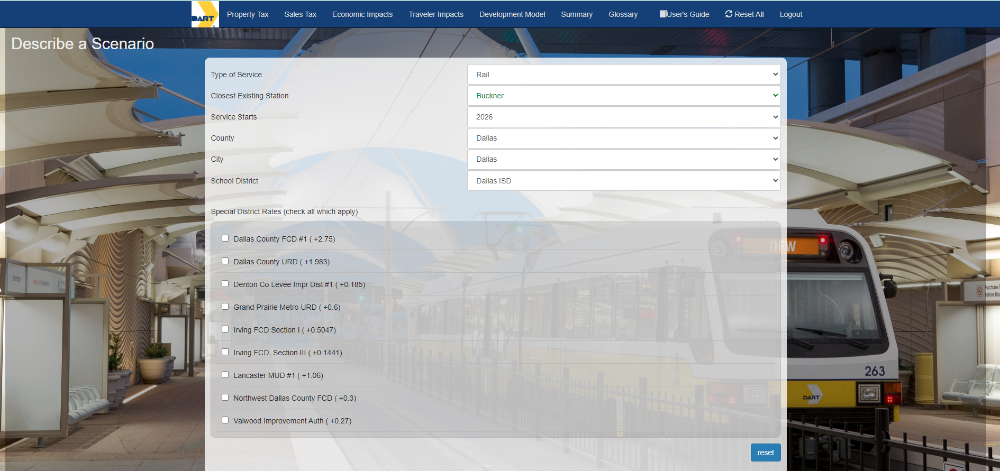 DART Property Tax Sales Tax Economic Impacts Traveler Impacts Development Model Summary Glossary User's Guide Reset All Logout
Describe a Scenario
Type of Service Rail
Closest Existing Station Buckner
Service Starts 2026
County Dallas
City Dallas
School District Dallas ISD
Special District Rates (check all which apply)
Dallas County FCD #1 ( +2.75)
Dallas County URD ( +1.983)
Denton Co Levee Impr Dist #1 ( +0.185)
Grand Prairie Metro URD ( +0.6)
Irving FCD Section I ( +0.5047)
Irving FCD, Section III ( +0.1441)
Lancaster MUD #1 ( +1.06)
Northwest Dallas County FCD ( +0.3)
Valwood Improvement Auth ( +0.27)
reset
DFW
263
DART
Purchase
Before